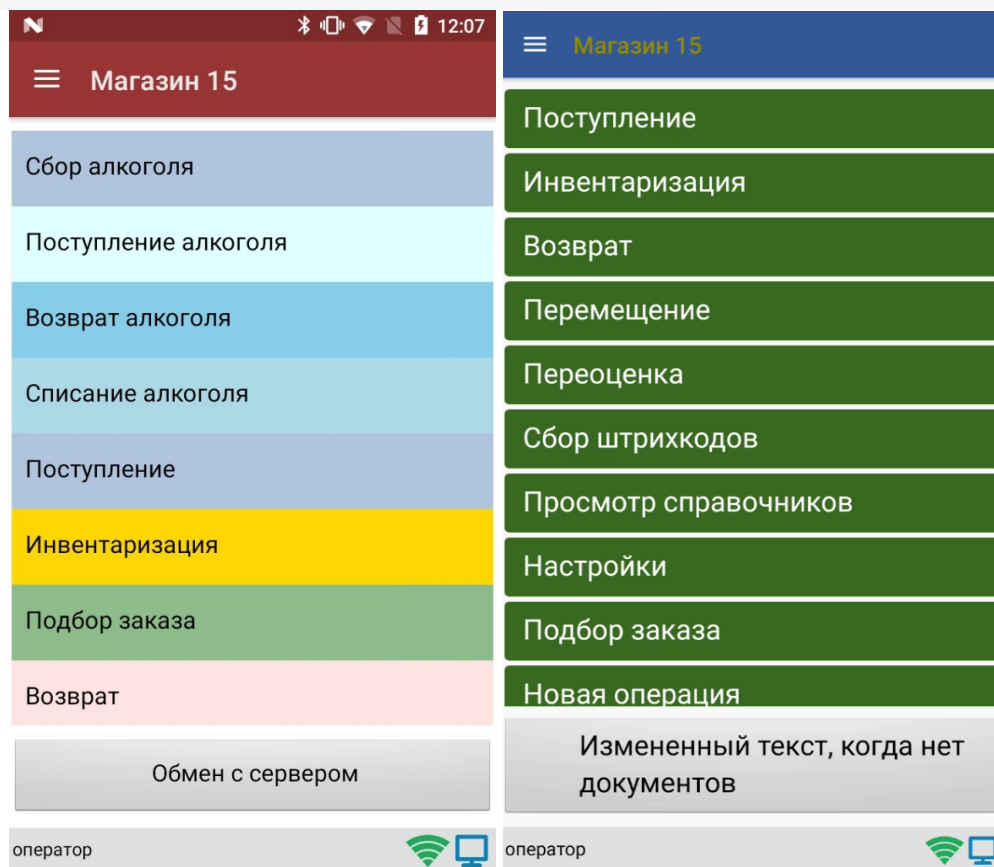 12:07
Магазин 15
Сбор алкоголя
Поступление алкоголя
Возврат алкоголя
Списание алкоголя
Поступление
Инвентаризация
Подбор заказа
Возврат
Обмен с сервером
оператор
Магазин 15
Поступление
Инвентаризация
Возврат
Перемещение
Переоценка
Сбор штрихкодов
Просмотр справочников
Настройки
Подбор заказа
Новая операция
Измененный текст, когда нет
документов
оператор